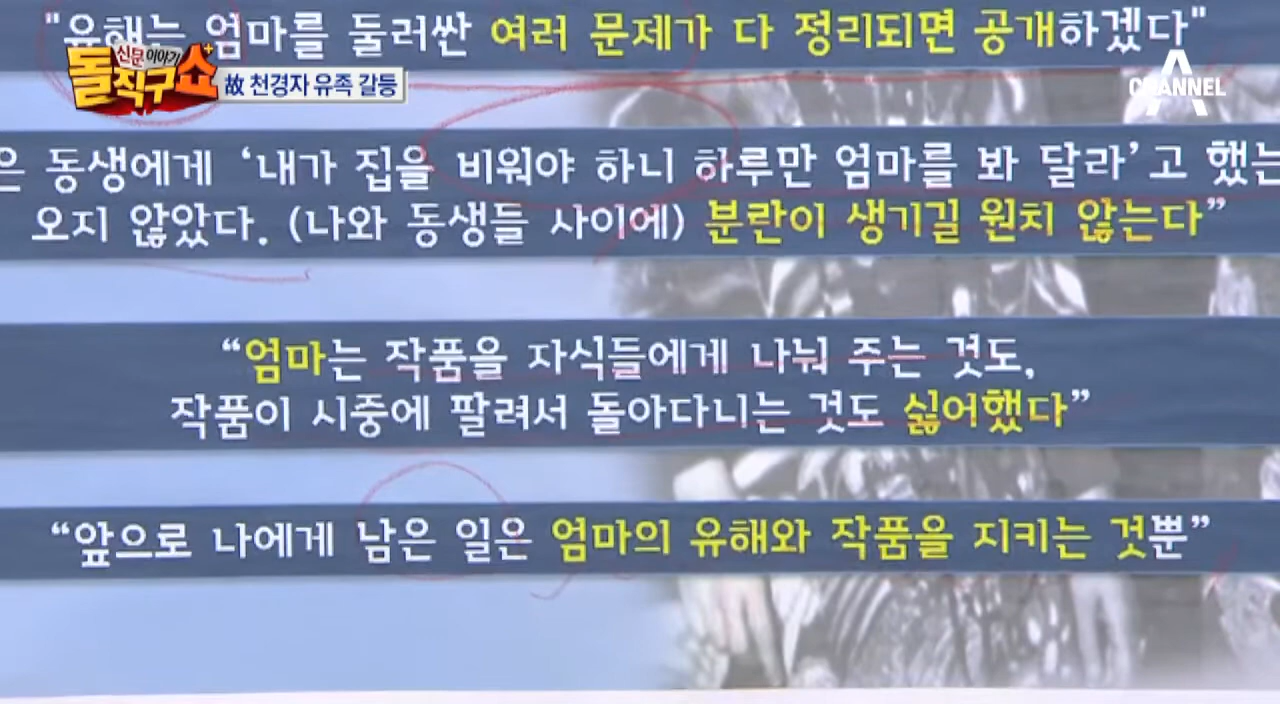 "유해는 엄마를 둘러싼 여러 문제가 다 정리되면 공개하겠다"
신문이야기
돌직구쇼+
故 천경자 유족 갈등
CHANNEL A
은 동생에게 ‘내가 집을 비워야 하니 하루만 엄마를 봐 달라’고 했는
오지 않았다. (나와 동생들 사이에) 분란이 생기길 원치 않는다”
“엄마는 작품을 자식들에게 나눠 주는 것도,
작품이 시중에 팔려서 돌아다니는 것도 싫어했다”
“앞으로 나에게 남은 일은 엄마의 유해와 작품을 지키는 것뿐”